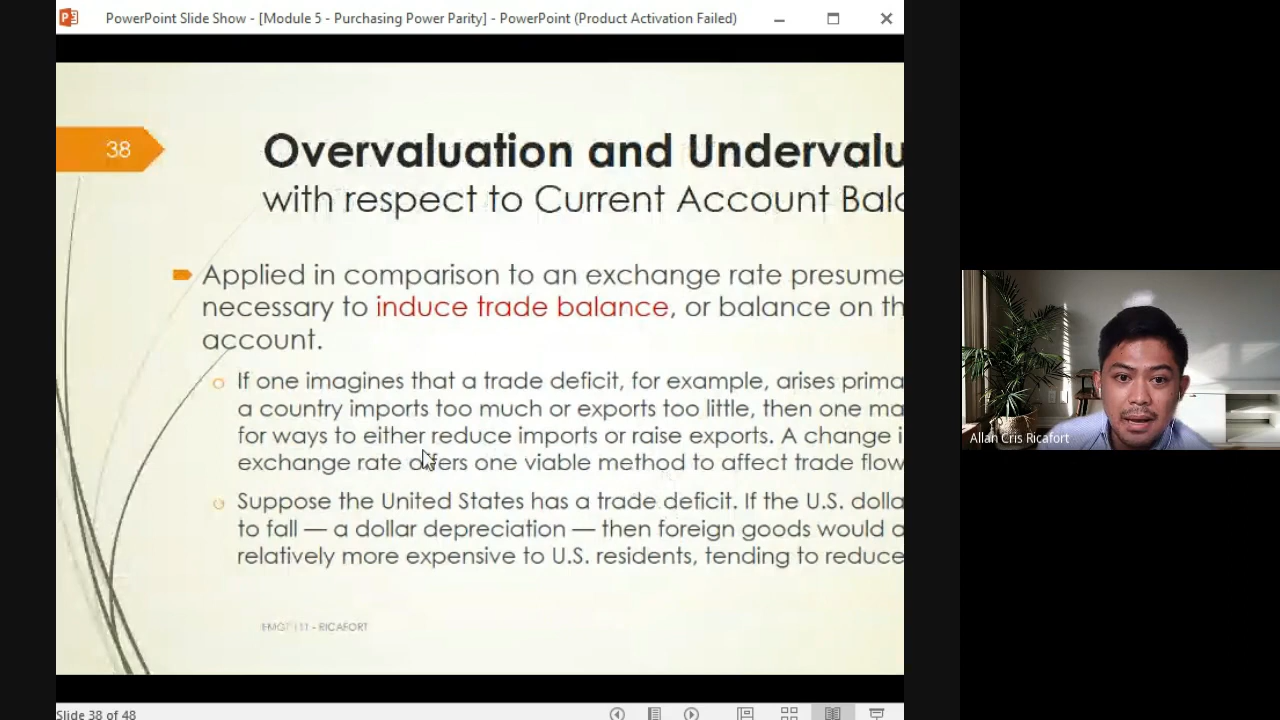 PowerPoint Slide Show - [Module 5 - Purchasing Power Parity] - PowerPoint (Product Activation Failed)
38
Overvaluation and Undervalu
with respect to Current Account Bala
Applied in comparison to an exchange rate presume
necessary to induce trade balance, or balance on th
account.
If one imagines that a trade deficit, for example, arises prima
a country imports too much or exports too little, then one ma
for ways to either reduce imports or raise exports. A change i
exchange rate offers one viable method to affect trade flow
Suppose the United States has a trade deficit. If the U.S. dolla
to fall — a dollar depreciation — then foreign goods would
relatively more expensive to U.S. residents, tending to reduce
FMGT 111 - RICAFORT
Slide 38 of 48
Allan Cris Ricafort